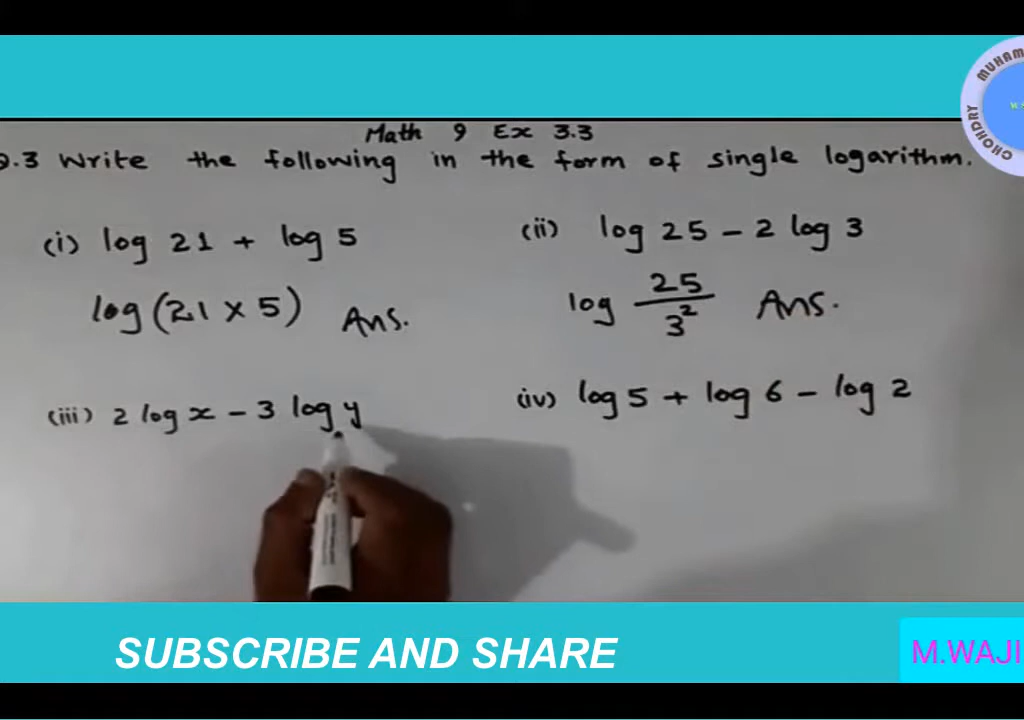 Math 9 Ex 3.3
Q.3 Write the following in the form of single logarithm.
(i) log 21 + log 5
(ii) log 25 - 2 log 3
log (21 × 5) Ans.
log 25/3² Ans.
(iii) 2 log x - 3 log y
(iv) log 5 + log 6 - log 2
SUBSCRIBE AND SHARE
M.WAJI
MUHAM
CHOHDRY